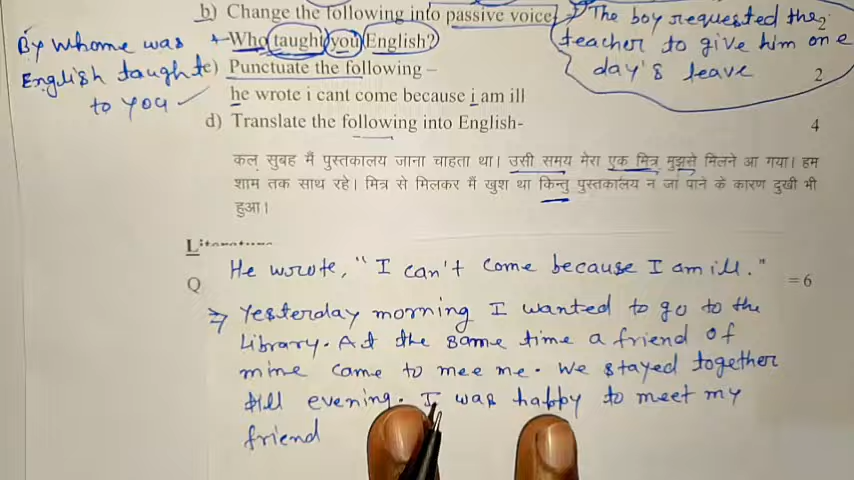 b) Change the following into passive voice
The boy requested the
2
By Whome was
Who taught you English?
teacher to give him one
English taught
c) Punctuate the following –
day's leave
2
to you
he wrote i cant come because i am ill
d) Translate the following into English-
4
कल सुबह मैं पुस्तकालय जाना चाहता था। उसी समय मेरा एक मित्र मुझसे मिलने आ गया। हम
शाम तक साथ रहे। मित्र से मिलकर मैं खुश था किन्तु पुस्तकालय न जा पाने के कारण दुखी भी
हुआ।
He wrote, "I can't come because I am ill."
Q
= 6
⇒ Yesterday morning I wanted to go to the
Library. At the same time a friend of
mine came to mee me. We stayed together
till evening. I was happy to meet my
friend